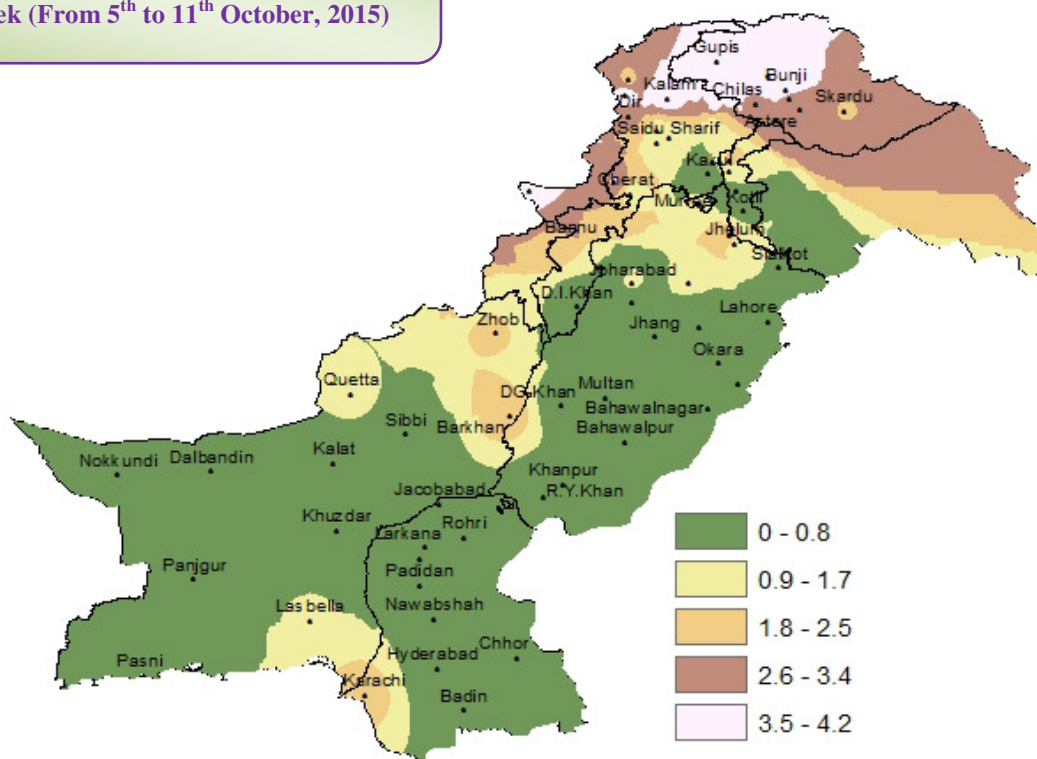 ek (From 5th to 11th October, 2015)
Gupis
Bunji
Kalam
Chilas
Skardu
Dir
Astore
Saidu Sharif
Kakul
Cherat
Kotli
Bannu
Jhelum
Sialkot
Joharabad
D.I.Khan
Zhob
Jhang
Lahore
Okara
Quetta
DG.Khan
Multan
Bahawalnagar
Sibbi
Barkhan
Bahawalpur
Kalat
Nokkundi
Dalbandin
Khanpur
R.Y.Khan
Jacobabad
Khuzdar
Rohri
Larkana
Panjgur
Padidan
Nawabshah
Lasbella
Chhor
Pasni
Hyderabad
Karachi
Badin
0 - 0.8
0.9 - 1.7
1.8 - 2.5
2.6 - 3.4
3.5 - 4.2